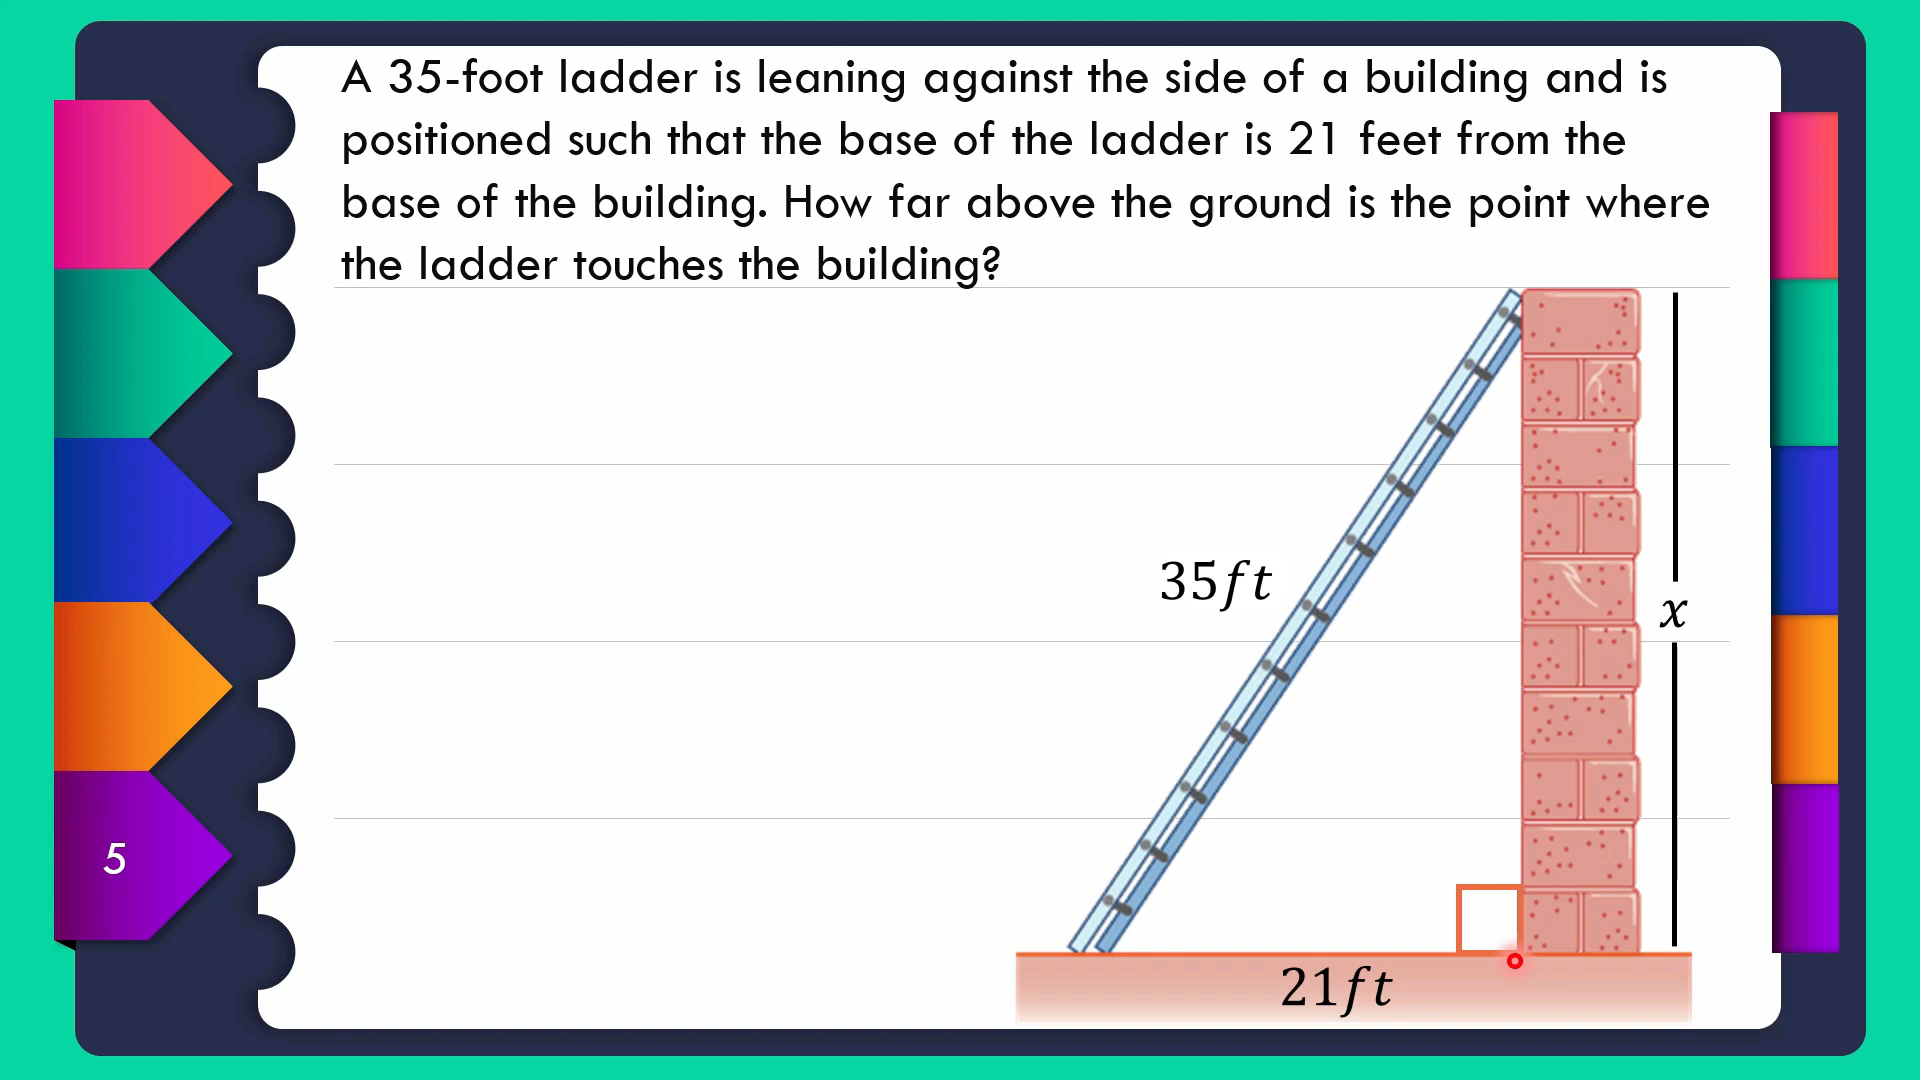 A 35-foot ladder is leaning against the side of a building and is
positioned such that the base of the ladder is 21 feet from the
base of the building. How far above the ground is the point where
the ladder touches the building?
35ft
x
5
21ft